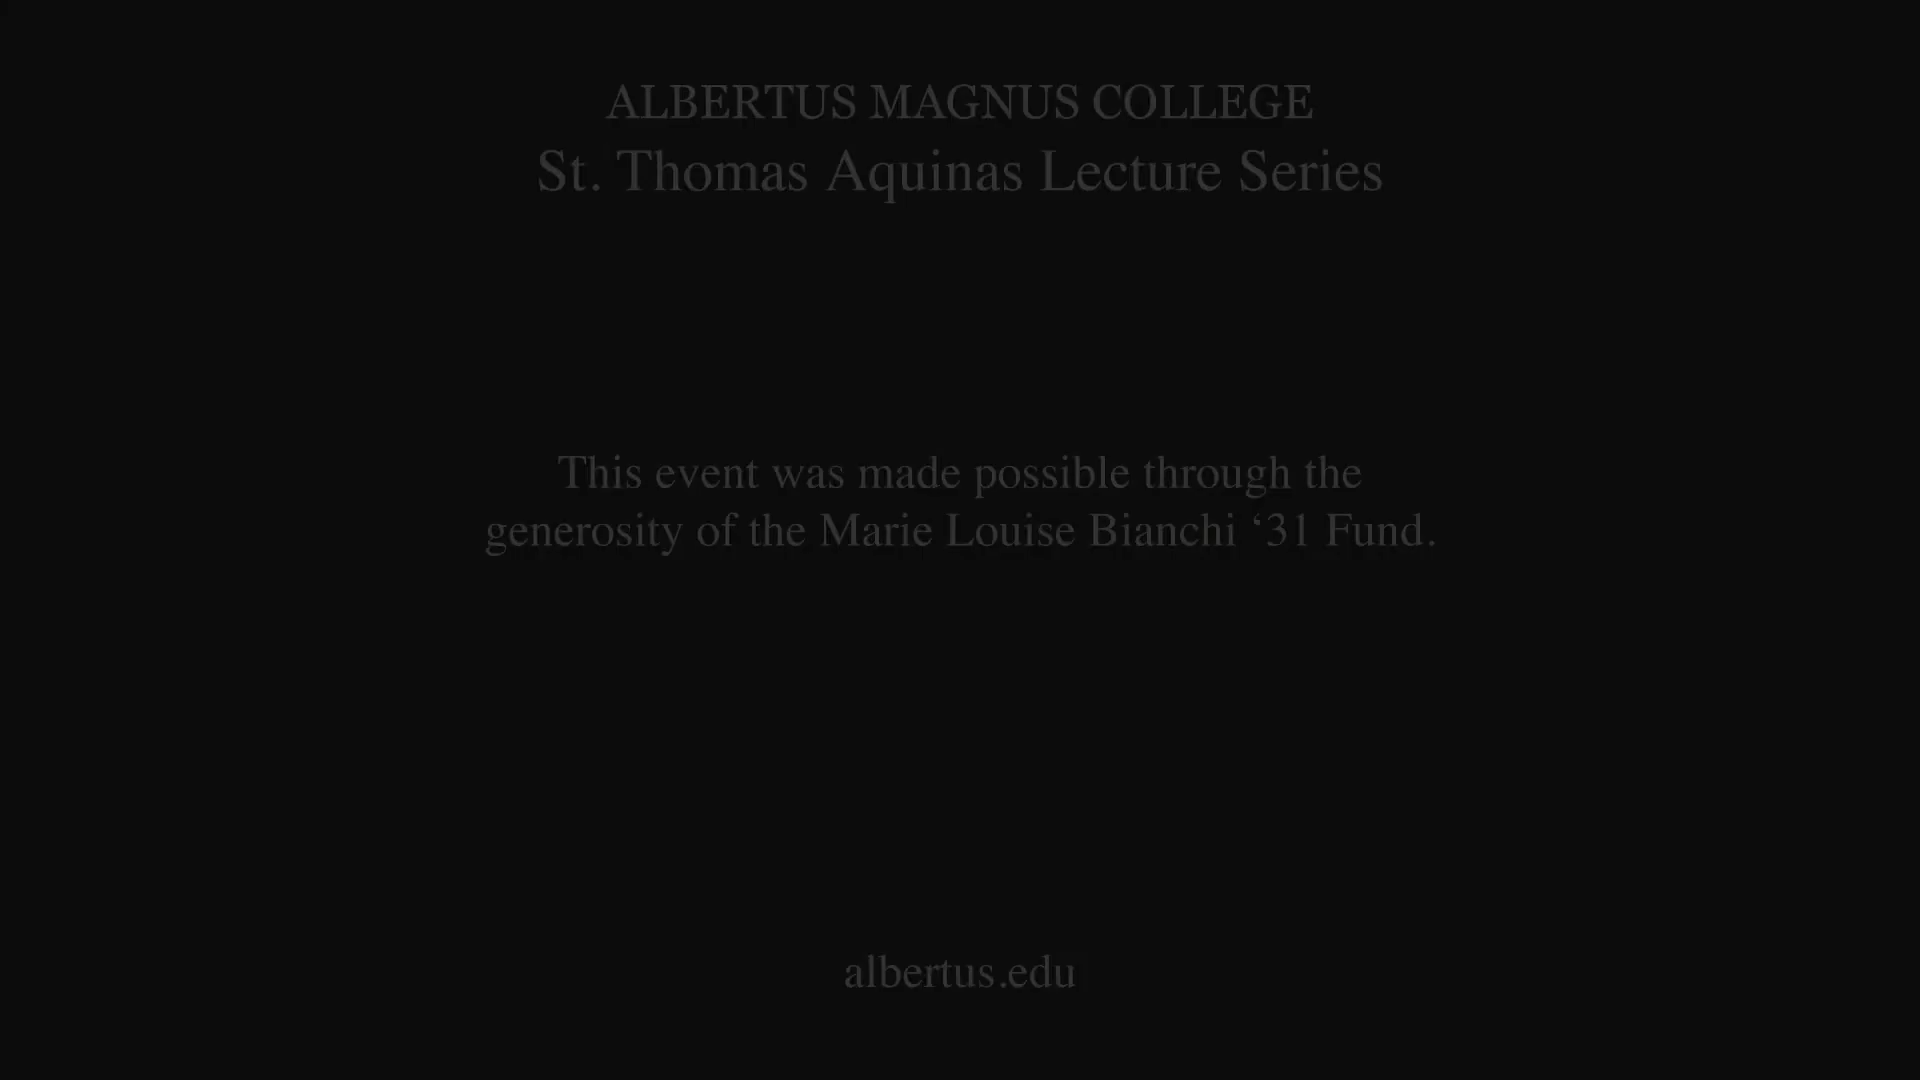 ALBERTUS MAGNUS COLLEGE
St. Thomas Aquinas Lecture Series
This event was made possible through the
generosity of the Marie Louise Bianchi ‘31 Fund.
albertus.edu